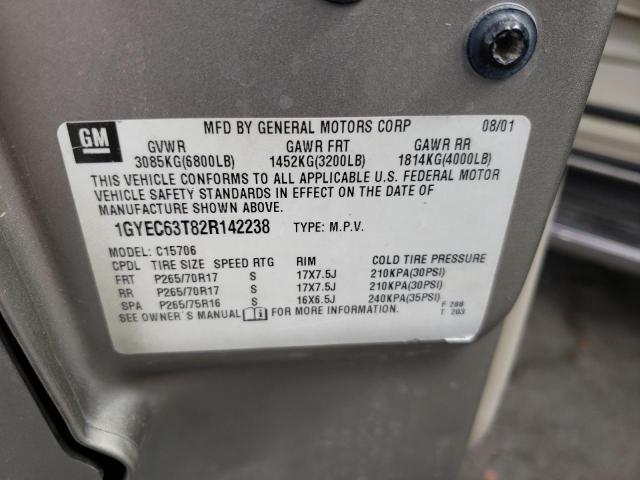 GM
MFD BY GENERAL MOTORS CORP 08/01
GVWR GAWR FRT GAWR RR
3085KG(6800LB) 1452KG(3200LB) 1814KG(4000LB)
THIS VEHICLE CONFORMS TO ALL APPLICABLE U.S. FEDERAL MOTOR
VEHICLE SAFETY STANDARDS IN EFFECT ON THE DATE OF
MANUFACTURE SHOWN ABOVE.
1GYEC63T82R142238 TYPE: M.P.V.
MODEL: C15706
CPDL TIRE SIZE SPEED RTG RIM COLD TIRE PRESSURE
FRT P265/70R17 S 17X7.5J 210KPA(30PSI)
RR P265/70R17 S 17X7.5J 210KPA(30PSI)
SPA P265/75R16 S 16X6.5J 240KPA(35PSI)
SEE OWNER'S MANUAL FOR MORE INFORMATION.
F 288
T 203